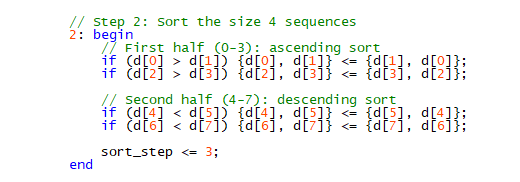 // Step 2: Sort the size 4 sequences
2: begin
// First half (0-3): ascending sort
if (d[0] > d[1]) {d[0], d[1]} <= {d[1], d[0]};
if (d[2] > d[3]) {d[2], d[3]} <= {d[3], d[2]};
// Second half (4-7): descending sort
if (d[4] < d[5]) {d[4], d[5]} <= {d[5], d[4]};
if (d[6] < d[7]) {d[6], d[7]} <= {d[7], d[6]};
sort_step <= 3;
end